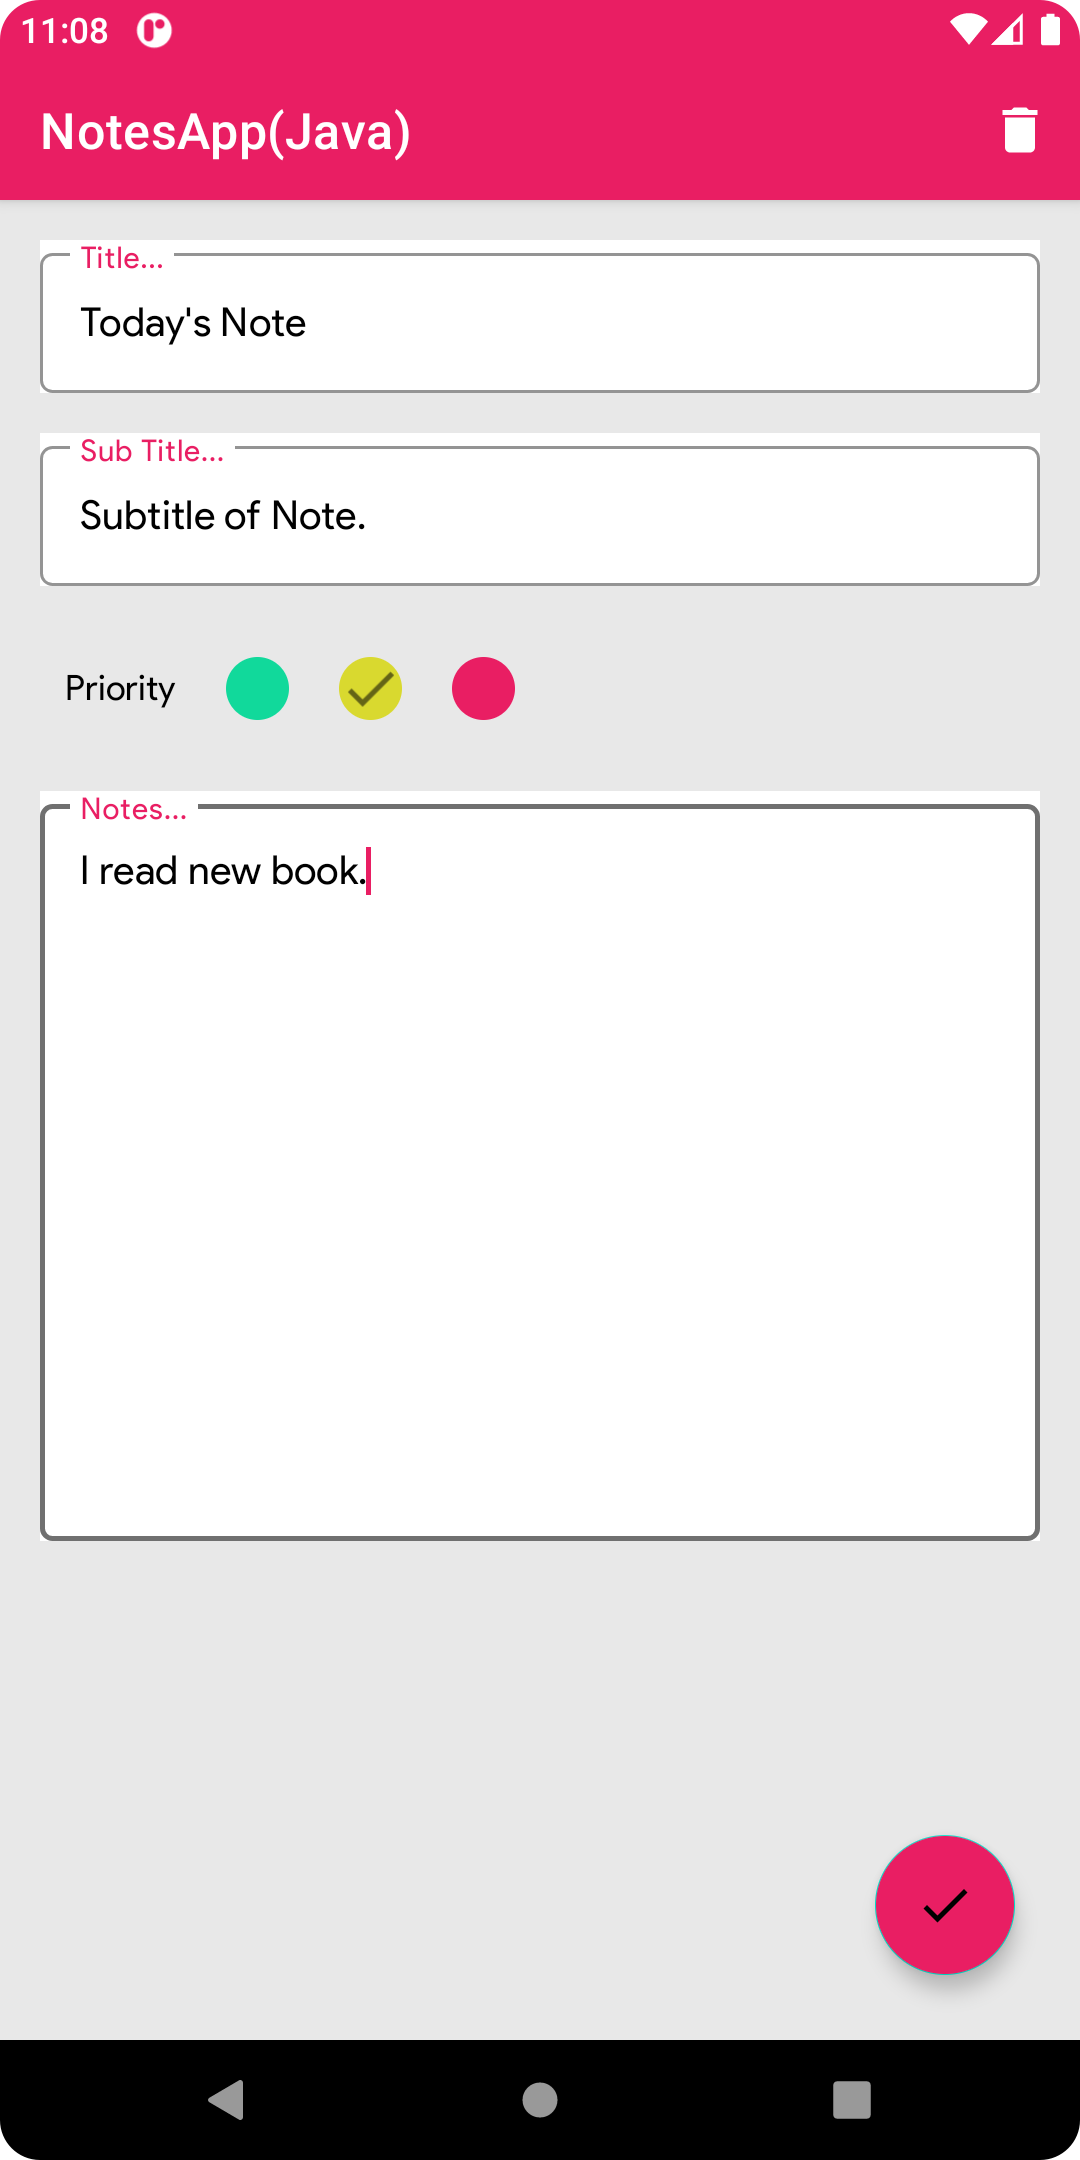 11:08
NotesApp(Java)
Title...
Today's Note
Sub Title...
Subtitle of Note.
Priority
Notes...
I read new book.